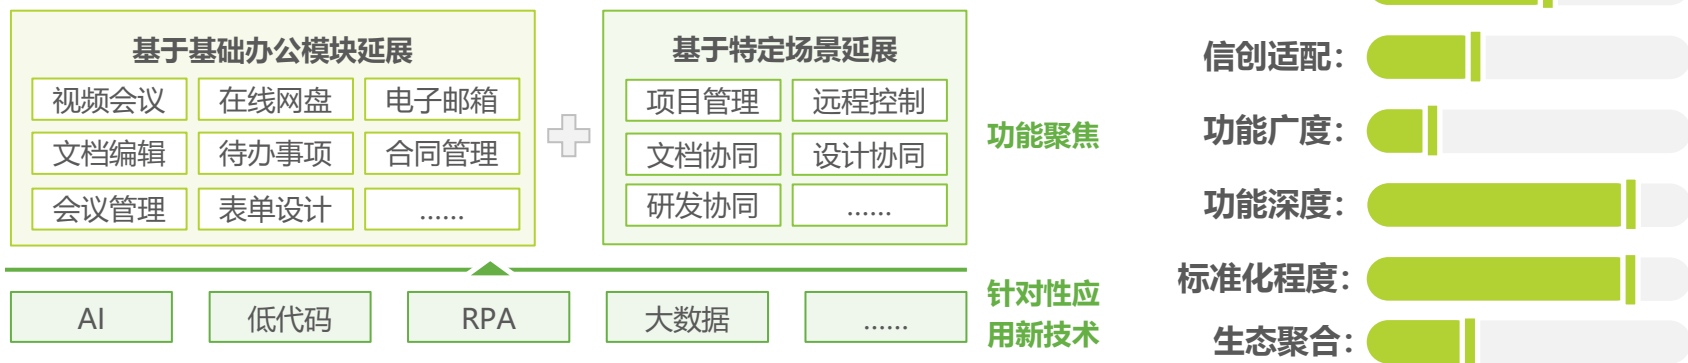 基于基础办公模块延展
视频会议 在线网盘 电子邮箱
文档编辑 待办事项 合同管理
会议管理 表单设计 ......
基于特定场景延展
项目管理 远程控制
文档协同 设计协同
研发协同 ......
功能聚焦
AI 低代码 RPA 大数据 ......
针对性应
用新技术
信创适配：
功能广度：
功能深度：
标准化程度：
生态聚合：